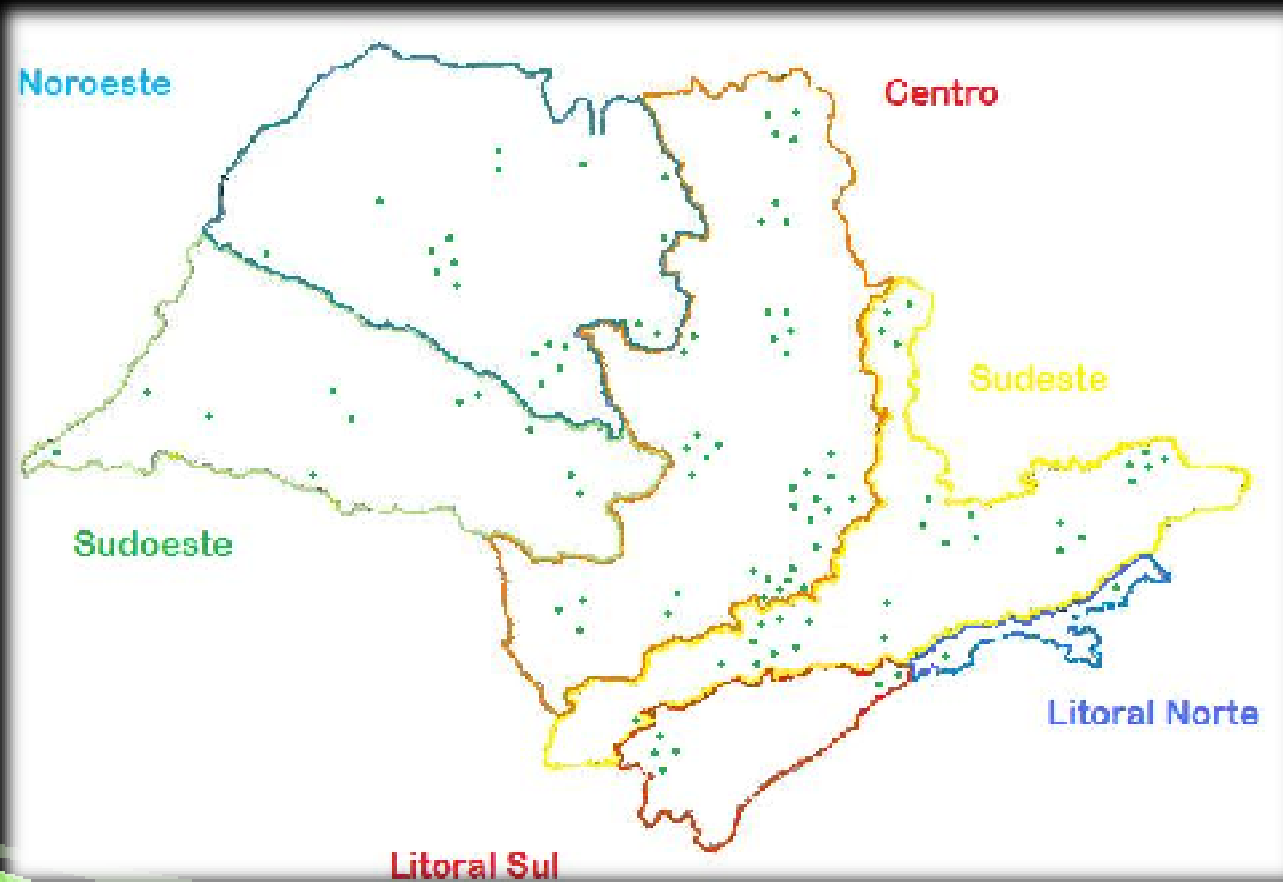 Noroeste
Centro
Sudeste
Sudoeste
Litoral Norte
Litoral Sul